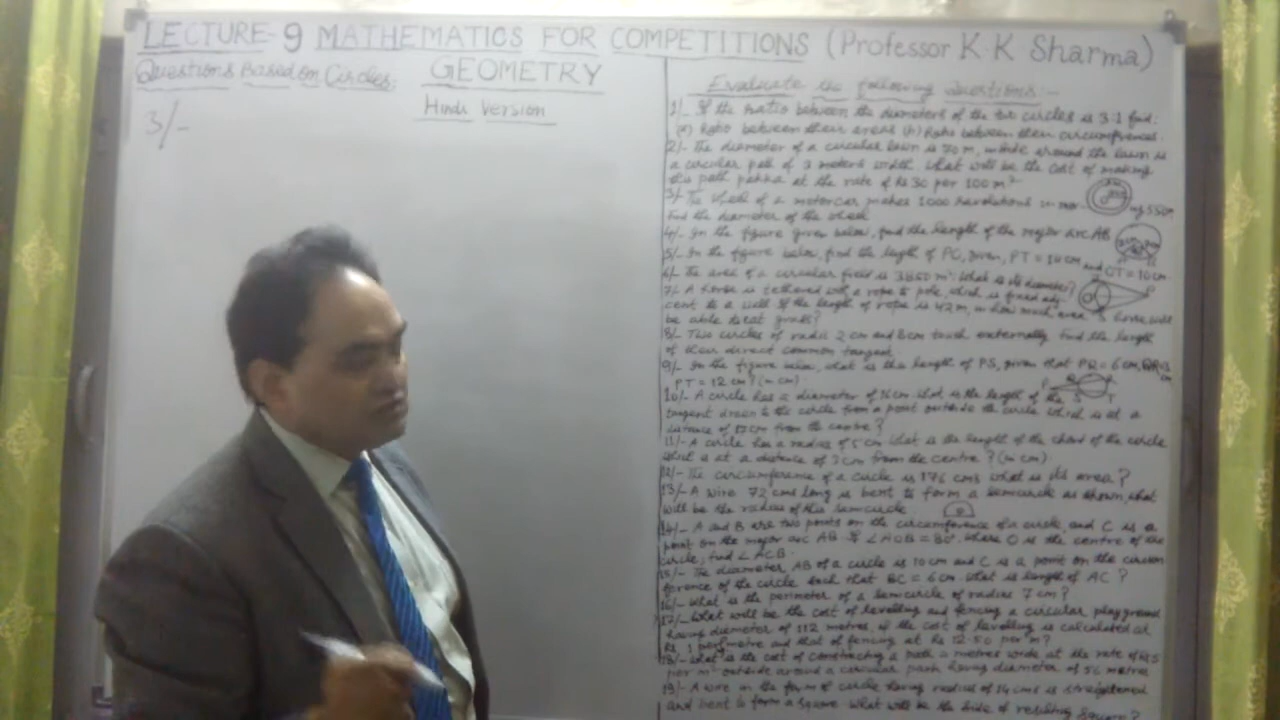 LECTURE- 9 MATHEMATICS FOR COMPETITIONS (Professor K.K Sharma)
Questions Based on Circles:
GEOMETRY
Hindi Version
3/-
Evaluate the following Questions:-
1/- If the ratio between the diameters of the two circles is 3:1 find:
(a) Ratio between their areas (b) Ratio between their circumferences.
2/- The diameter of a circular lawn is 70 m, around the lawn is
a circular path of 3 meters width. What will be the cost of making
this path pakka at the rate of Rs 30 per 100 m²
3/- The wheel of a motorcar makes 1000 revolutions in
find the diameter of the wheel
4/- In the figure given below, find the length of the arc AB
5/- In the figure below, find the length of PO, given, PT = cm and OT = 10 cm
6/- The area of a circular field is 3850 m². What is its diameter?
7/- A horse is tethered with a rope to pole, which is fixed adja-
cent to a wall If the length of rope is 42 m, in how much area horse will
be able to eat grass?
8/- Two circles of radii 2 cm and 8 cm touch externally find the length
of their direct common tangent.
9/- In the figure what is the length of PS, given that PQ = 6 cm,
PT = 12 cm? (in cm)
10/- A circle has a diameter of 16 cm what is the length of the
tangent drawn to the circle from a point outside the circle which is at a
distance of cm from the centre?
11/- A circle has a radius of 5 cm what is the length of the chord of the circle
which is at a distance of 3 cm from the centre? (in cm)
12/- The circumference of a circle is 176 cms what is its area?
13/- A wire 72 cms long is bent to form a semicircle as shown, what
will be the radius of this semicircle.
14/- A and B are two points on the circumference of a circle and C is a
point on the major arc AB. If ∠AOB = 80°. Where O is the centre of the
circle; find ∠ACB.
15/- The diameter AB of a circle is 10 cm and C is a point on the circum
ference of the circle such that BC = 6 cm. What is length of AC?
16/- What is the perimeter of a semicircle of radius 7 cm?
17/- What will be the cost of levelling and fencing a circular playground
having diameter of 112 metres, if the cost of levelling is calculated at
Rs. 1 per metre and that of fencing at Rs 12.50 per m?
18/- What is the cost of constructing a path metres wide at the rate of Rs 5
per m² outside around a circular park having diameter of 56 metres
19/- A wire in the form of circle having radius of 14 cms is straightened
and bent to form a square. What will be the side of resulting square?